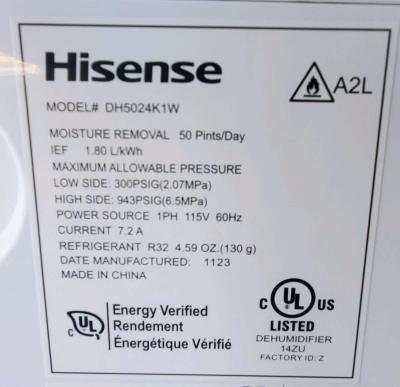 Hisense
A2L
MODEL# DH5024K1W
MOISTURE REMOVAL 50 Pints/Day
IEF 1.80 L/kWh
MAXIMUM ALLOWABLE PRESSURE
LOW SIDE: 300PSIG(2.07MPa)
HIGH SIDE: 943PSIG(6.5MPa)
POWER SOURCE 1PH 115V 60Hz
CURRENT 7.2 A
REFRIGERANT R32 4.59 OZ.(130 g)
DATE MANUFACTURED: 1123
MADE IN CHINA
c UL
Energy Verified
Rendement
Énergétique Vérifié
C UL US
LISTED
DEHUMIDIFIER
14ZU
FACTORY ID: Z